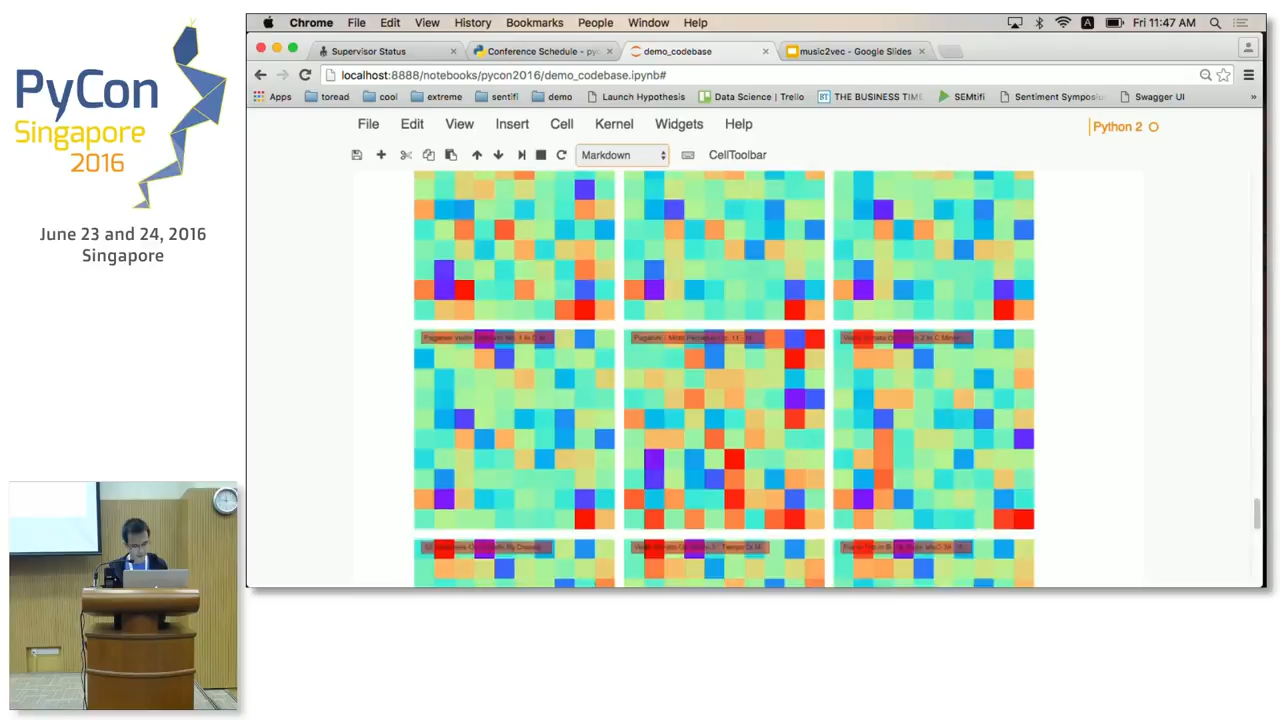 Chrome File Edit View History Bookmarks People Window Help Fri 11:47 AM
Supervisor Status
Conference Schedule - pyc
demo_codebase
music2vec - Google Slides
localhost:8888/notebooks/pycon2016/demo_codebase.ipynb#
Apps toread cool extreme sentifi demo Launch Hypothesis Data Science | Trello THE BUSINESS TIME SEMtifi Sentiment Symposiu Swagger UI »
File Edit View Insert Cell Kernel Widgets Help Python 2
Markdown CellToolbar
PyCon
Singapore
2016
June 23 and 24, 2016
Singapore